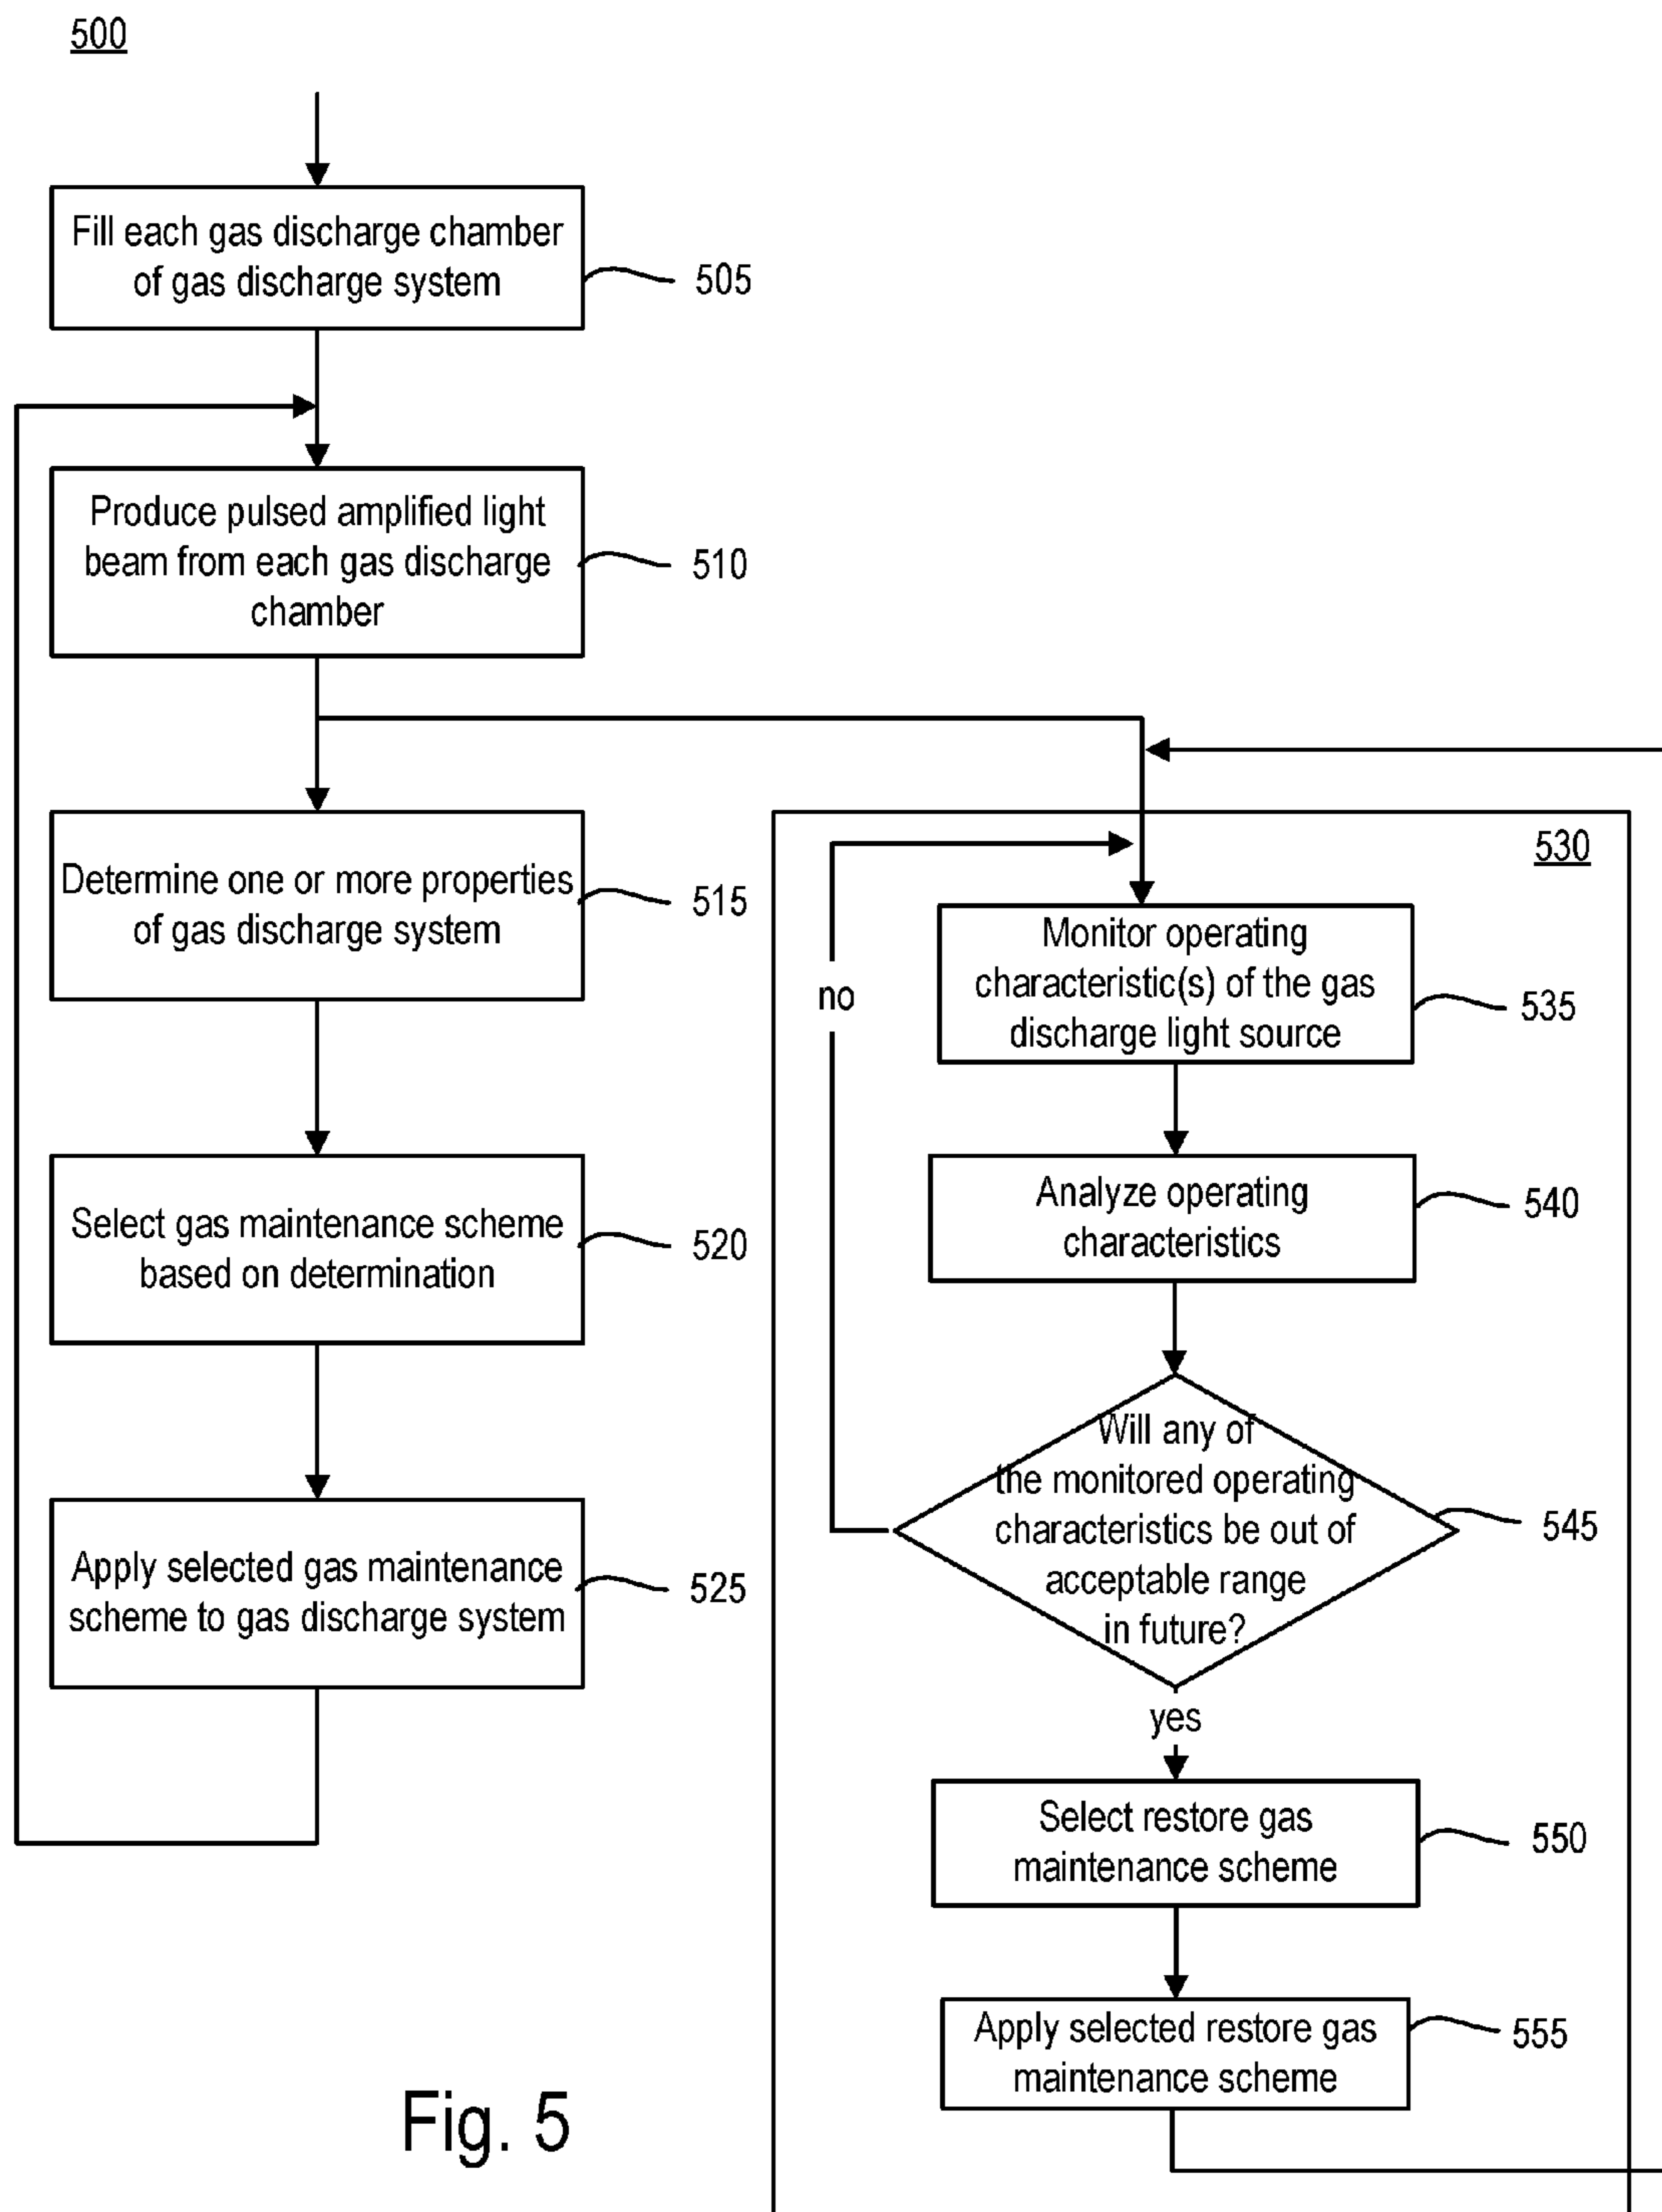 500
Fill each gas discharge chamber
of gas discharge system
505
Produce pulsed amplified light
beam from each gas discharge
chamber
510
Determine one or more properties
of gas discharge system
515
Select gas maintenance scheme
based on determination
520
Apply selected gas maintenance
scheme to gas discharge system
525
530
Monitor operating
characteristic(s) of the gas
discharge light source
535
no
Analyze operating
characteristics
540
Will any of
the monitored operating
characteristics be out of
acceptable range
in future?
545
yes
Select restore gas
maintenance scheme
550
Apply selected restore gas
maintenance scheme
555
Fig. 5